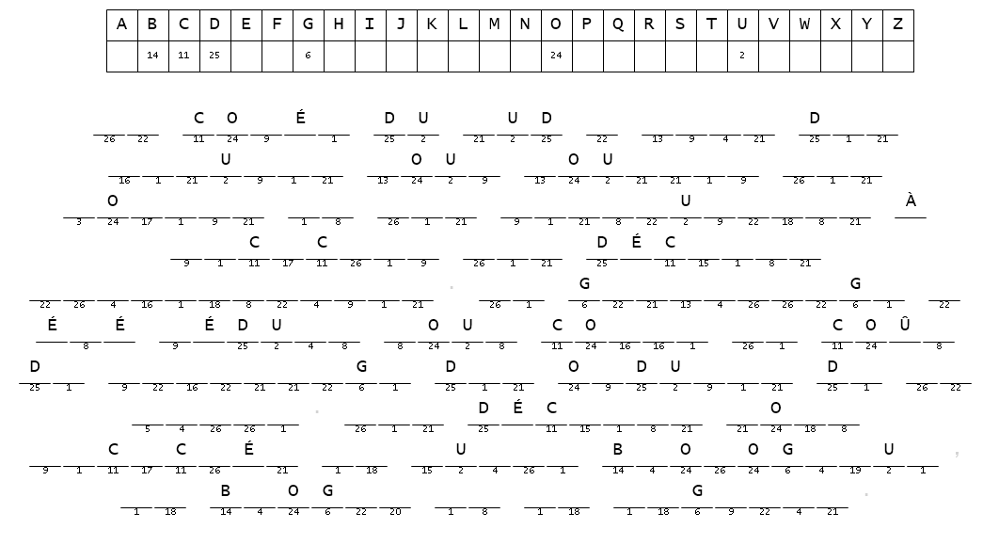 A B C D E F G H I J K L M N O P Q R S T U V W X Y Z
14 11 25 6 24 2
C O É D U U D D
26 22 11 24 9 1 25 2 21 2 25 22 13 9 4 21 25 1 21
U O U O U
16 1 21 2 9 1 21 13 24 2 9 13 24 2 21 21 1 9 26 1 21
O U À
3 24 17 1 9 21 1 8 26 1 21 9 1 21 8 22 2 9 22 18 8 21
C C D É C
9 1 11 17 11 26 1 9 26 1 21 25 11 15 1 8 21
. G G
22 26 4 16 1 18 8 22 4 9 1 21 26 1 6 22 21 13 4 26 26 22 6 1 22
É É É D U O U C O C O Û
8 9 25 2 4 8 8 24 2 8 11 24 16 16 1 26 1 11 24 8
D G D O D U D
25 1 9 22 16 22 21 21 22 6 1 25 1 21 24 9 25 2 9 1 21 25 1 26 22
. D É C O
5 4 26 26 1 26 1 21 25 11 15 1 8 21 21 24 18 8
C C É U B O O G U ,
9 1 11 17 11 26 21 1 18 15 2 4 26 1 14 4 24 26 24 6 4 19 2 1
B O G G .
1 18 14 4 24 6 22 20 1 8 1 18 1 18 6 9 22 4 21